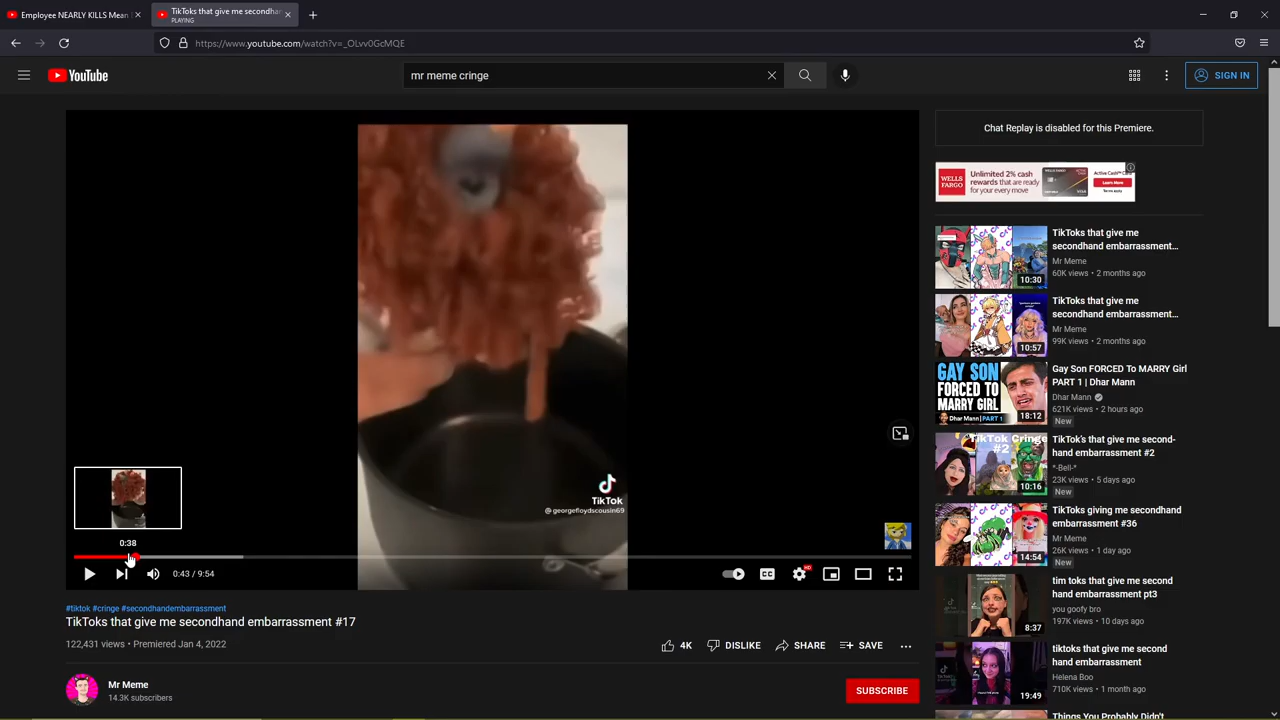 Employee NEARLY KILLS Mean
TikToks that give me secondhan
PLAYING
https://www.youtube.com/watch?v=_OLvv0GcMQE
YouTube
mr meme cringe
SIGN IN
Chat Replay is disabled for this Premiere.
WELLS FARGO
Unlimited 2% cash rewards that are ready for your every move
Active Cash℠ Card
Learn More
Terms apply
TikToks that give me
secondhand embarrassment...
Mr Meme
60K views • 2 months ago
10:30
TikToks that give me
secondhand embarrassment...
Mr Meme
99K views • 2 months ago
10:57
GAY SON
FORCED TO
MARRY GIRL
Dhar Mann PART 1
18:12
Gay Son FORCED To MARRY Girl
PART 1 | Dhar Mann
Dhar Mann
621K views • 2 hours ago
New
TikTok Cringe
#2
10:16
TikTok's that give me second-
hand embarrassment #2
*-Bell-*
23K views • 5 days ago
New
14:54
TikToks giving me secondhand
embarrassment #36
Mr Meme
26K views • 1 day ago
New
8:37
tim toks that give me second
hand embarrassment pt3
you goofy bro
197K views • 10 days ago
19:49
tiktoks that give me second
hand embarrassment
Helena Boo
710K views • 1 month ago
Things You Probably Didn't
TikTok
@georgefloydscousin69
0:38
0:43 / 9:54
CC
HD
#tiktok #cringe #secondhandembarrassment
TikToks that give me secondhand embarrassment #17
122,431 views • Premiered Jan 4, 2022
4K
DISLIKE
SHARE
SAVE
Mr Meme
14.3K subscribers
SUBSCRIBE